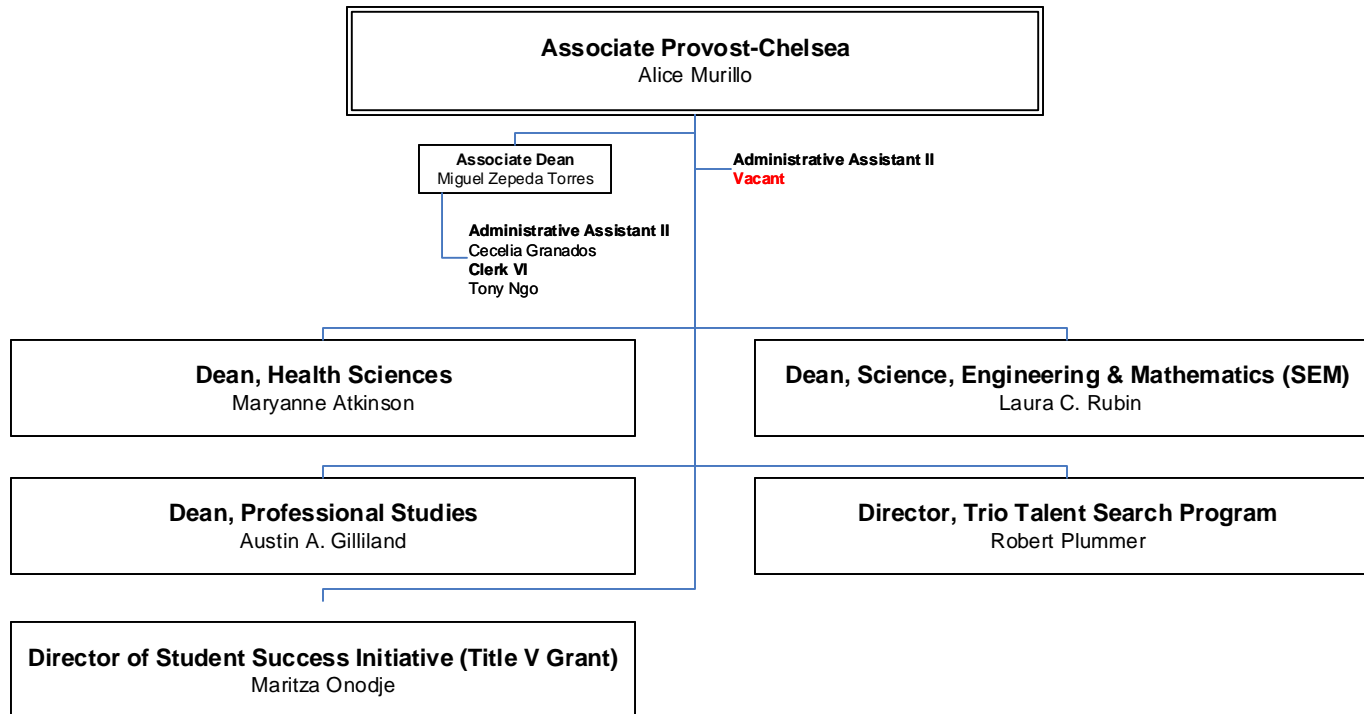 Associate Provost-Chelsea
Alice Murillo
Associate Dean
Miguel Zepeda Torres
Administrative Assistant II
Vacant
Administrative Assistant II
Cecelia Granados
Clerk VI
Tony Ngo
Dean, Health Sciences
Maryanne Atkinson
Dean, Science, Engineering & Mathematics (SEM)
Laura C. Rubin
Dean, Professional Studies
Austin A. Gilliland
Director, Trio Talent Search Program
Robert Plummer
Director of Student Success Initiative (Title V Grant)
Maritza Onodje